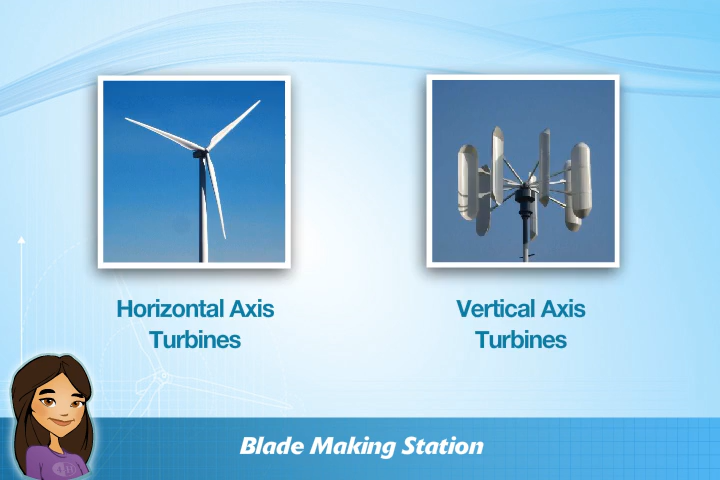 Horizontal Axis
Turbines
Vertical Axis
Turbines
Blade Making Station